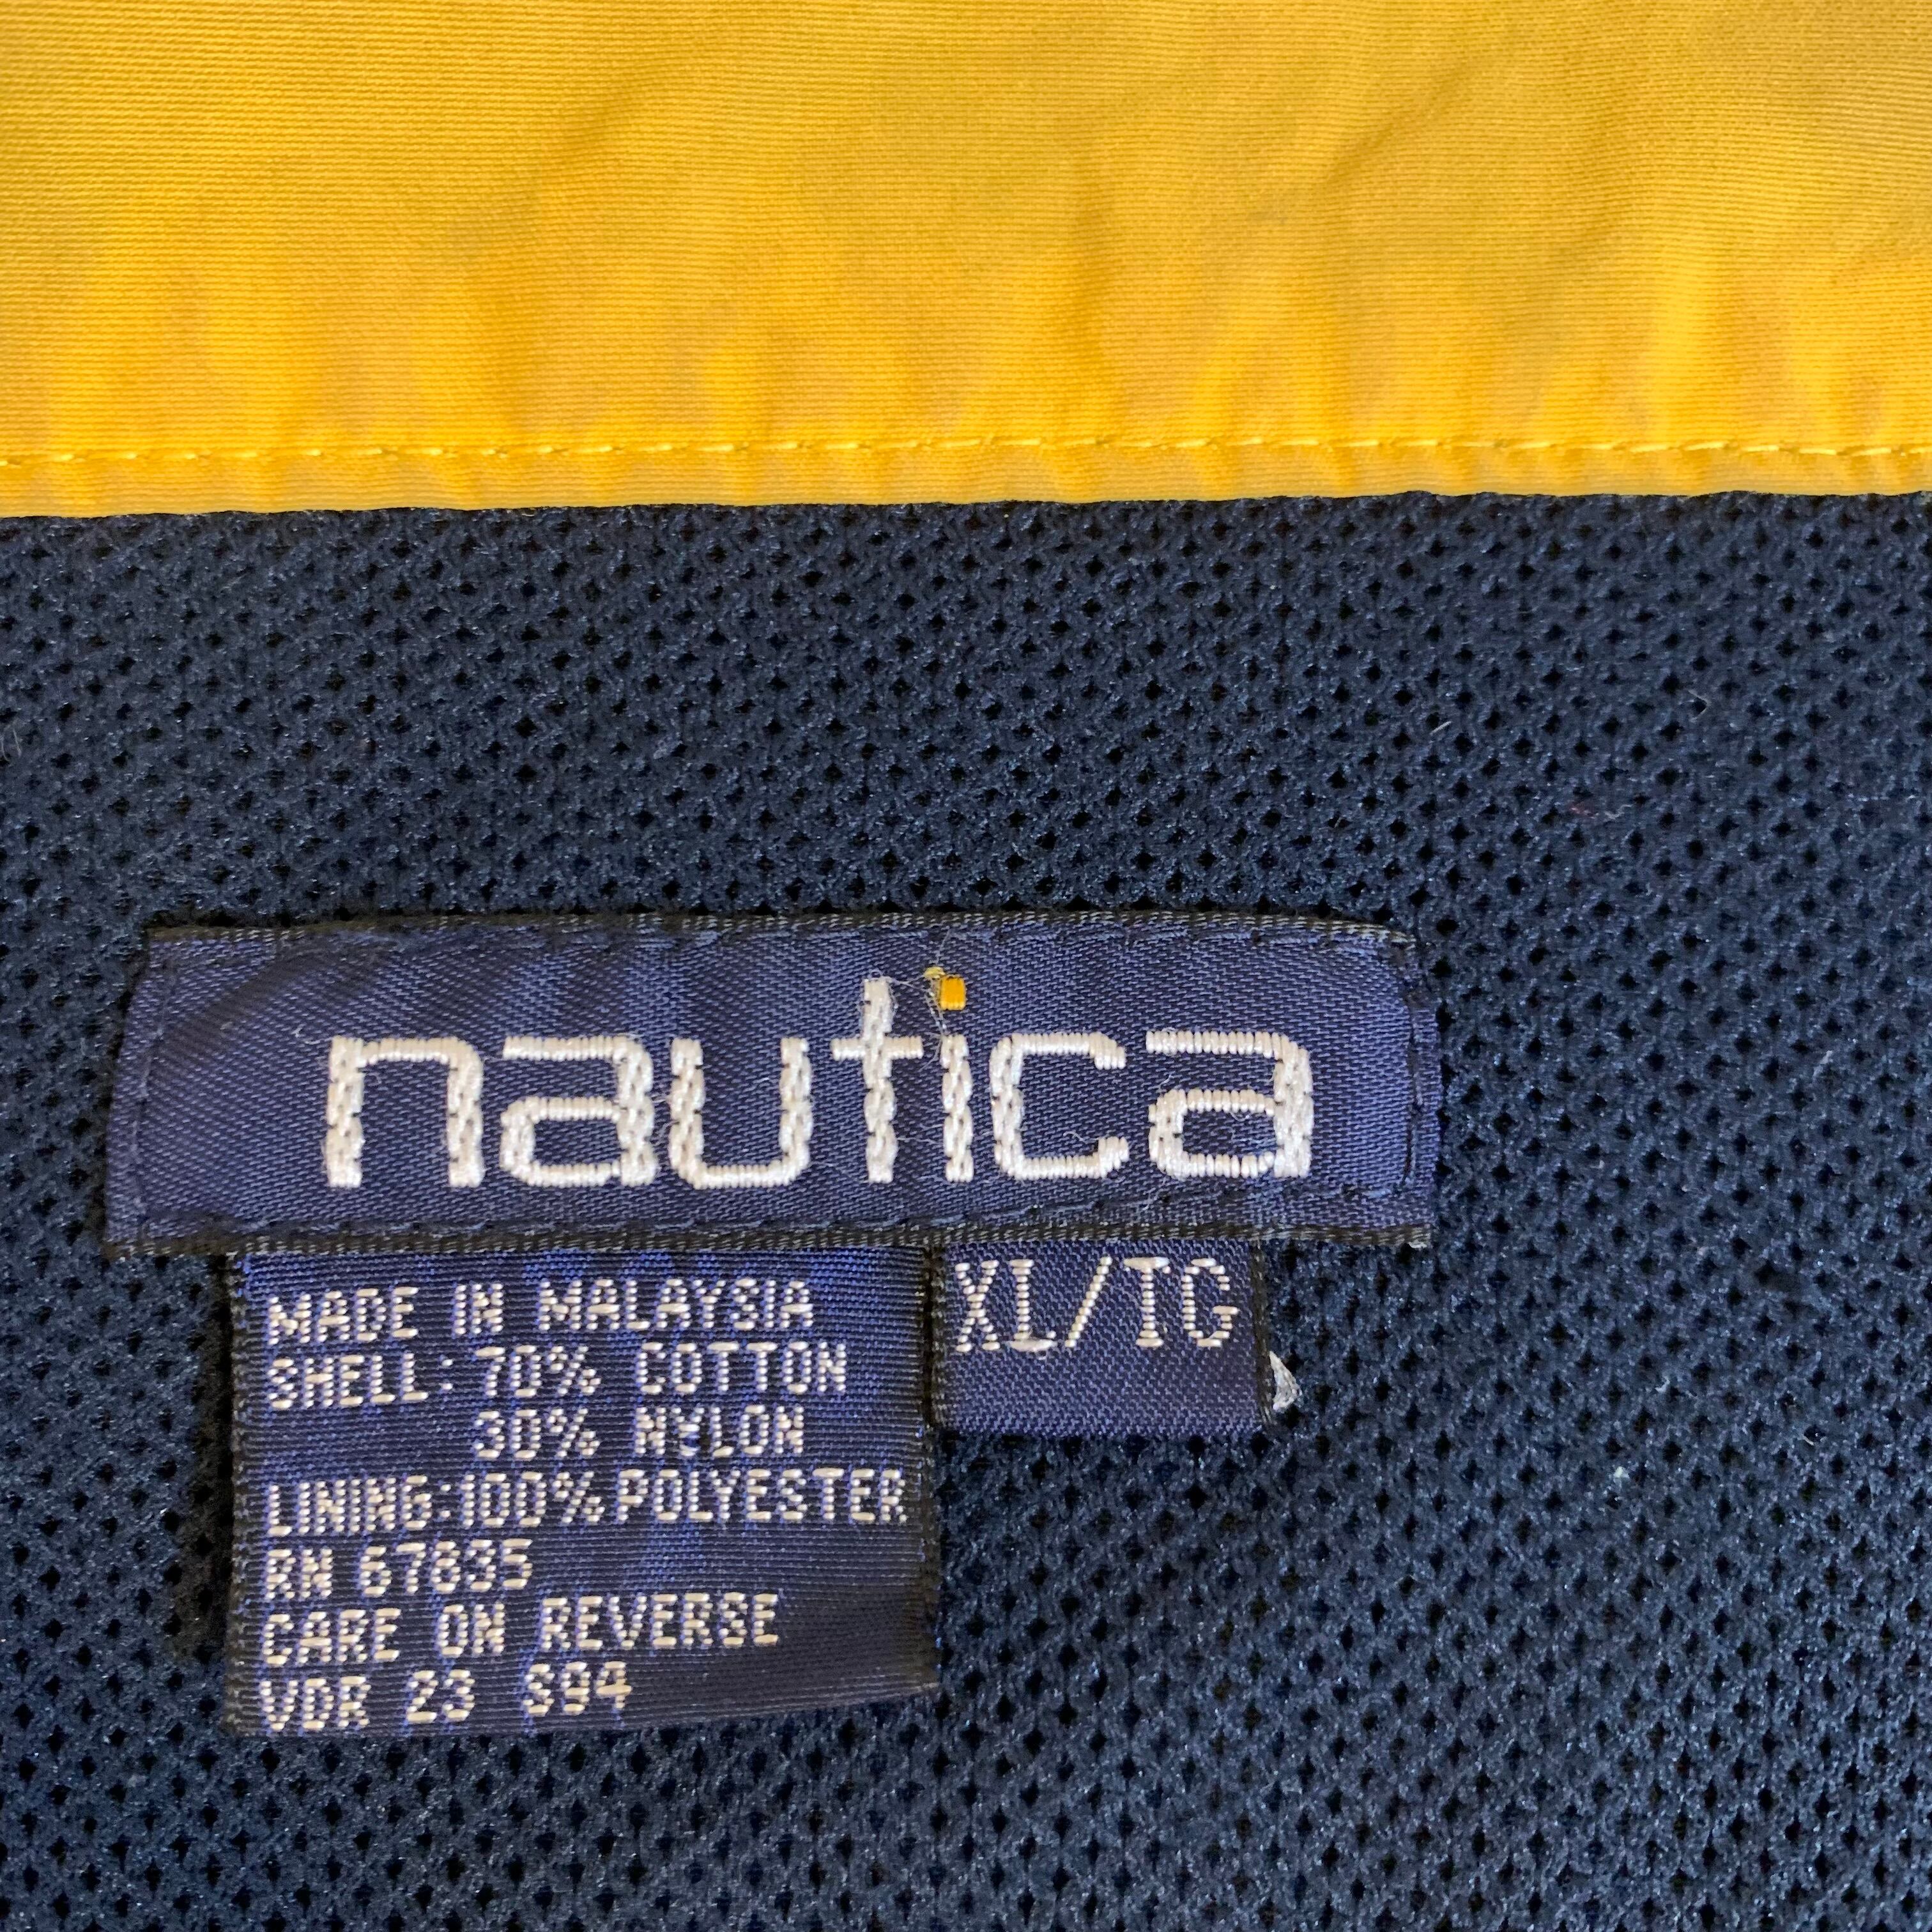 nautica
XL/TG
MADE IN MALAYSIA
SHELL: 70% COTTON
30% NYLON
LINING:100% POLYESTER
RN 67835
CARE ON REVERSE
VDR 23 S94